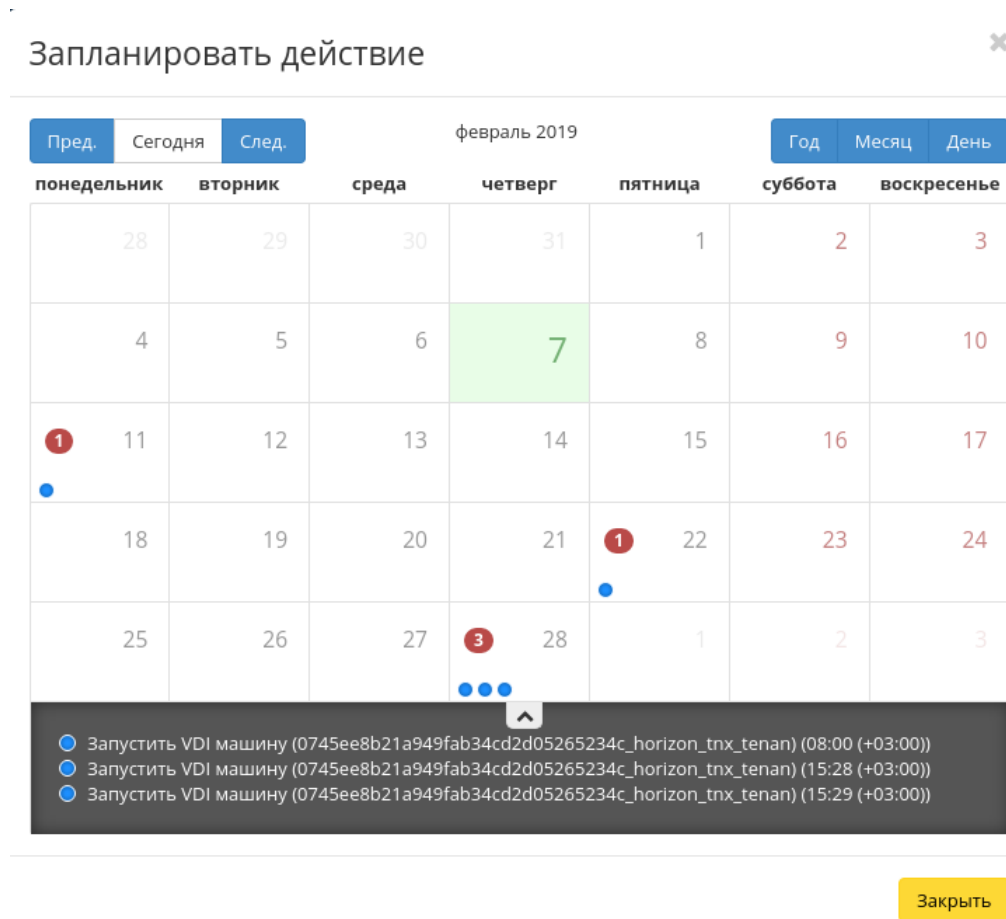 Запланировать действие
Пред. Сегодня След. февраль 2019 Год Месяц День
понедельник вторник среда четверг пятница суббота воскресенье
28 29 30 31 1 2 3
4 5 6 7 8 9 10
1 11 12 13 14 15 16 17
18 19 20 21 1 22 23 24
25 26 27 3 28 1 2 3
Запустить VDI машину (0745ee8b21a949fab34cd2d05265234c_horizon_tnx_tenan) (08:00 (+03:00))
Запустить VDI машину (0745ee8b21a949fab34cd2d05265234c_horizon_tnx_tenan) (15:28 (+03:00))
Запустить VDI машину (0745ee8b21a949fab34cd2d05265234c_horizon_tnx_tenan) (15:29 (+03:00))
Закрыть